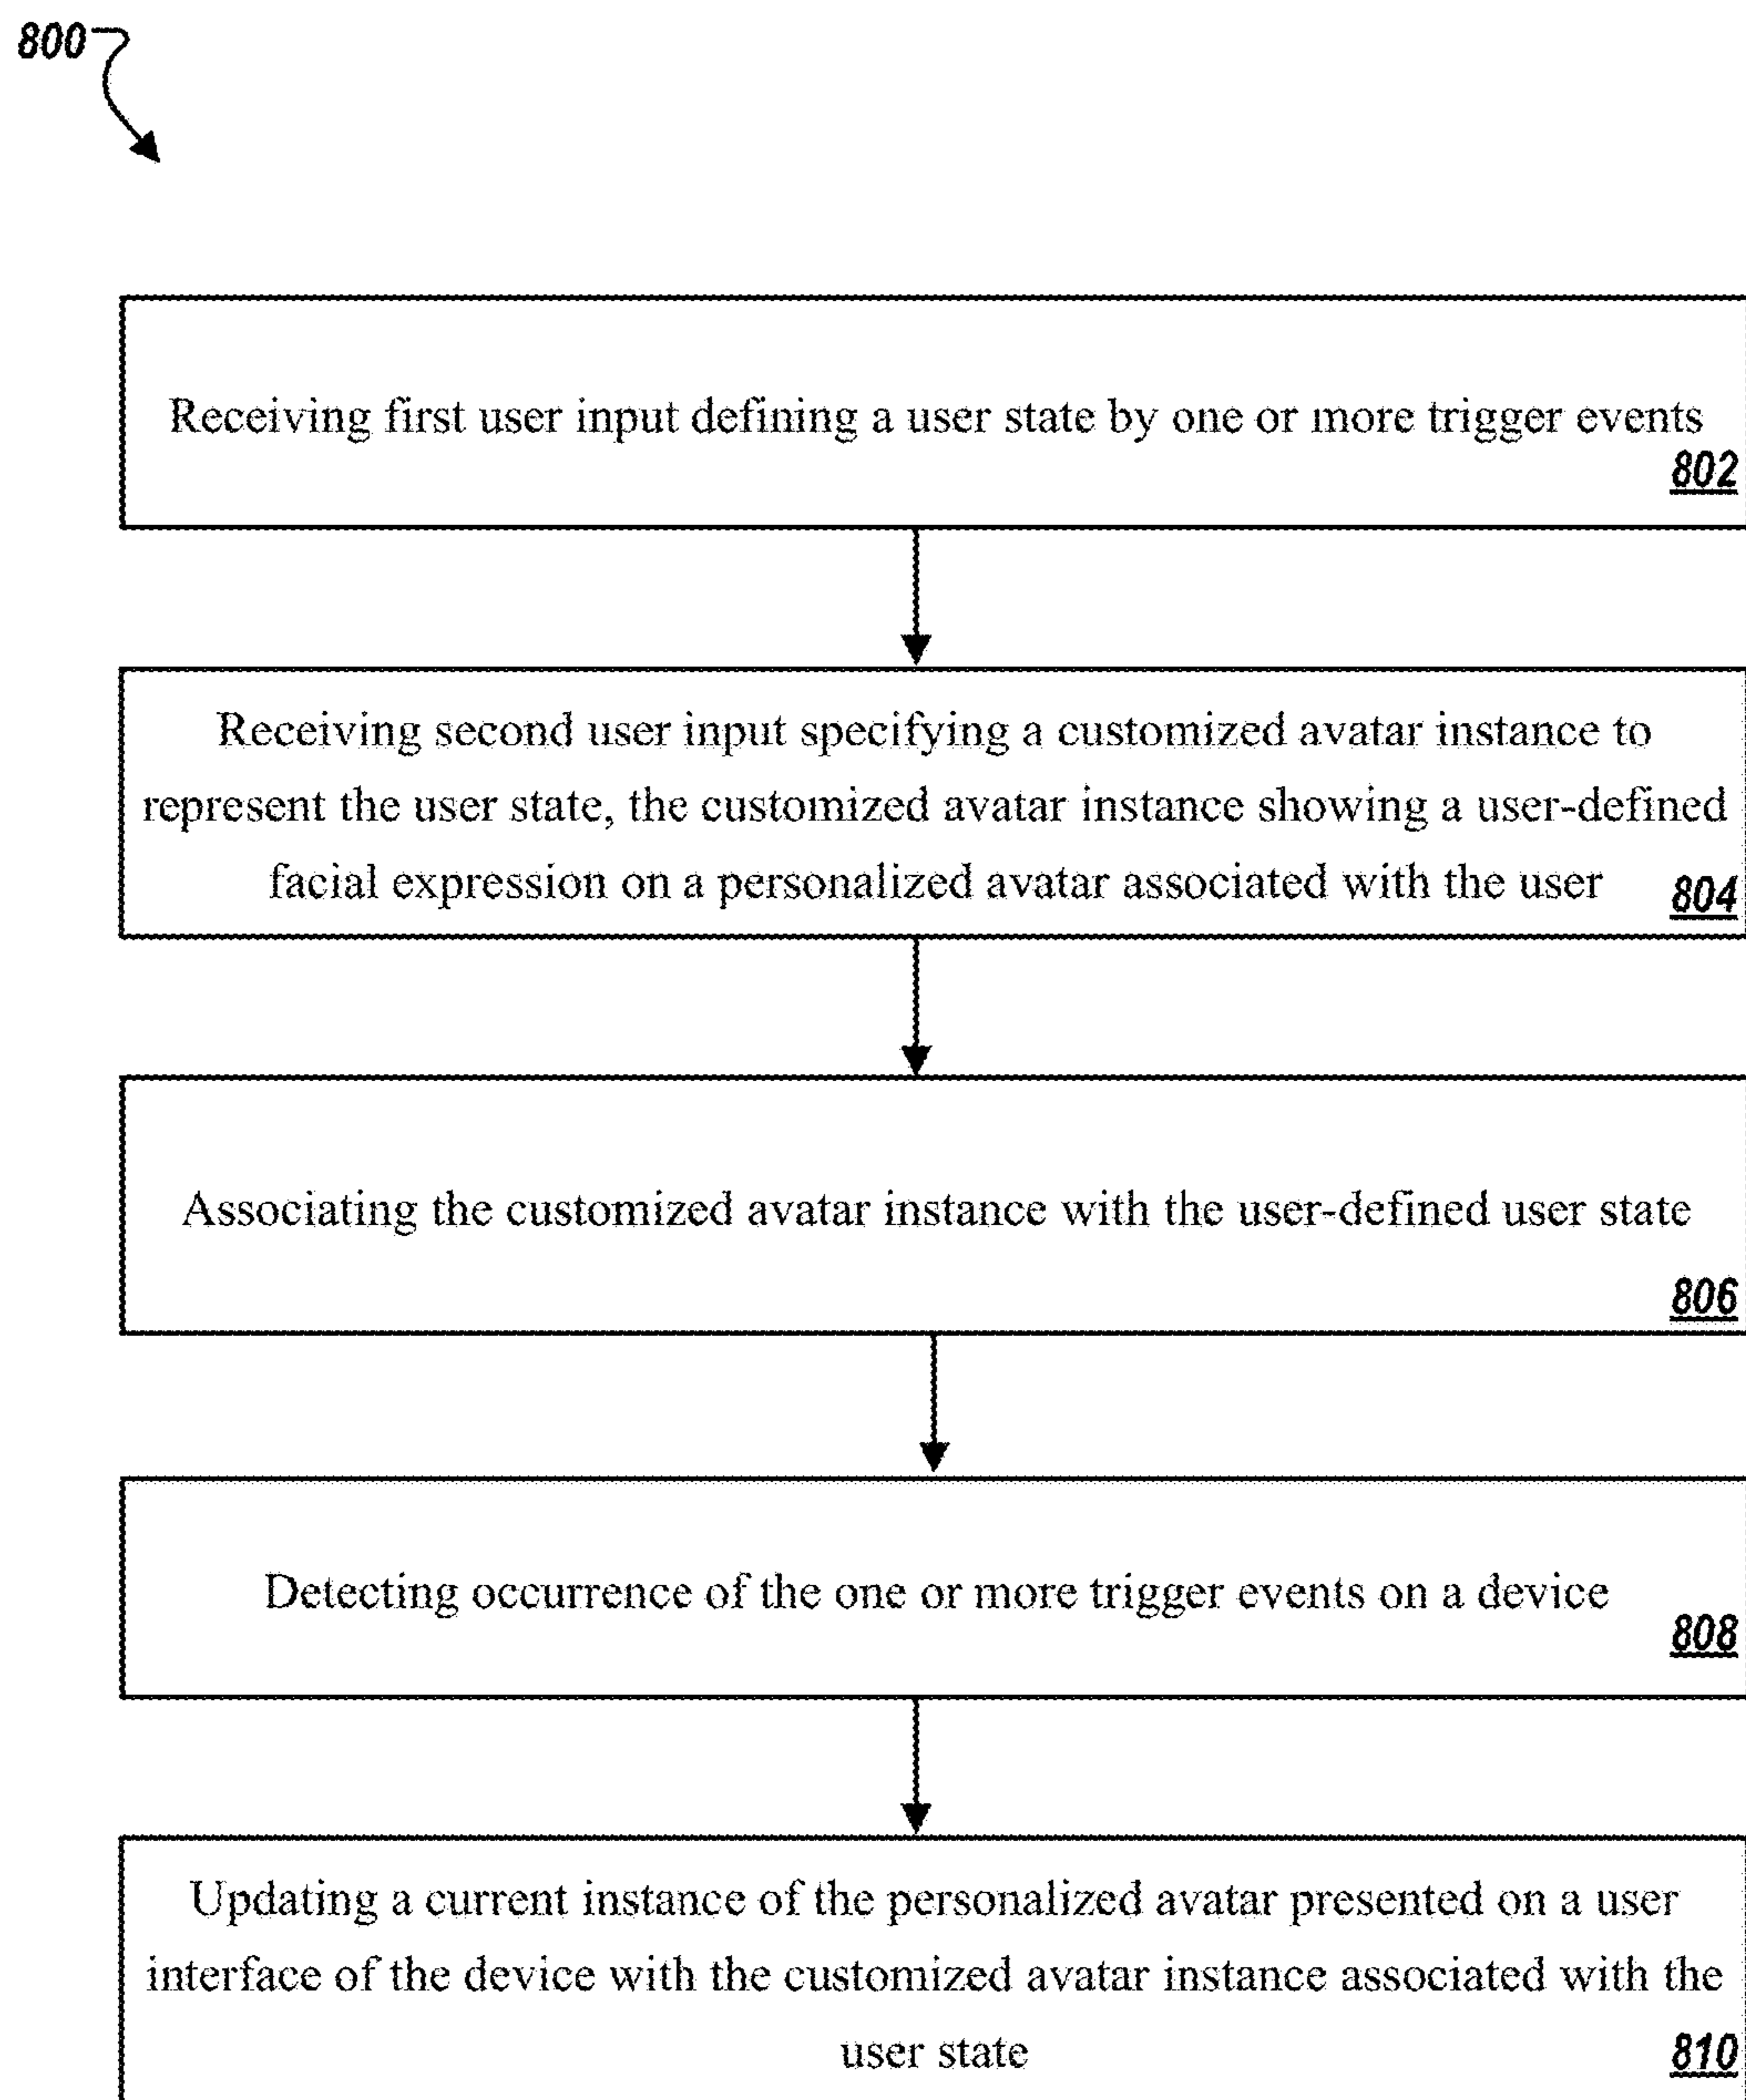 800
Receiving first user input defining a user state by one or more trigger events
802
Receiving second user input specifying a customized avatar instance to
represent the user state, the customized avatar instance showing a user-defined
facial expression on a personalized avatar associated with the user
804
Associating the customized avatar instance with the user-defined user state
806
Detecting occurrence of the one or more trigger events on a device
808
Updating a current instance of the personalized avatar presented on a user
interface of the device with the customized avatar instance associated with the
user state
810